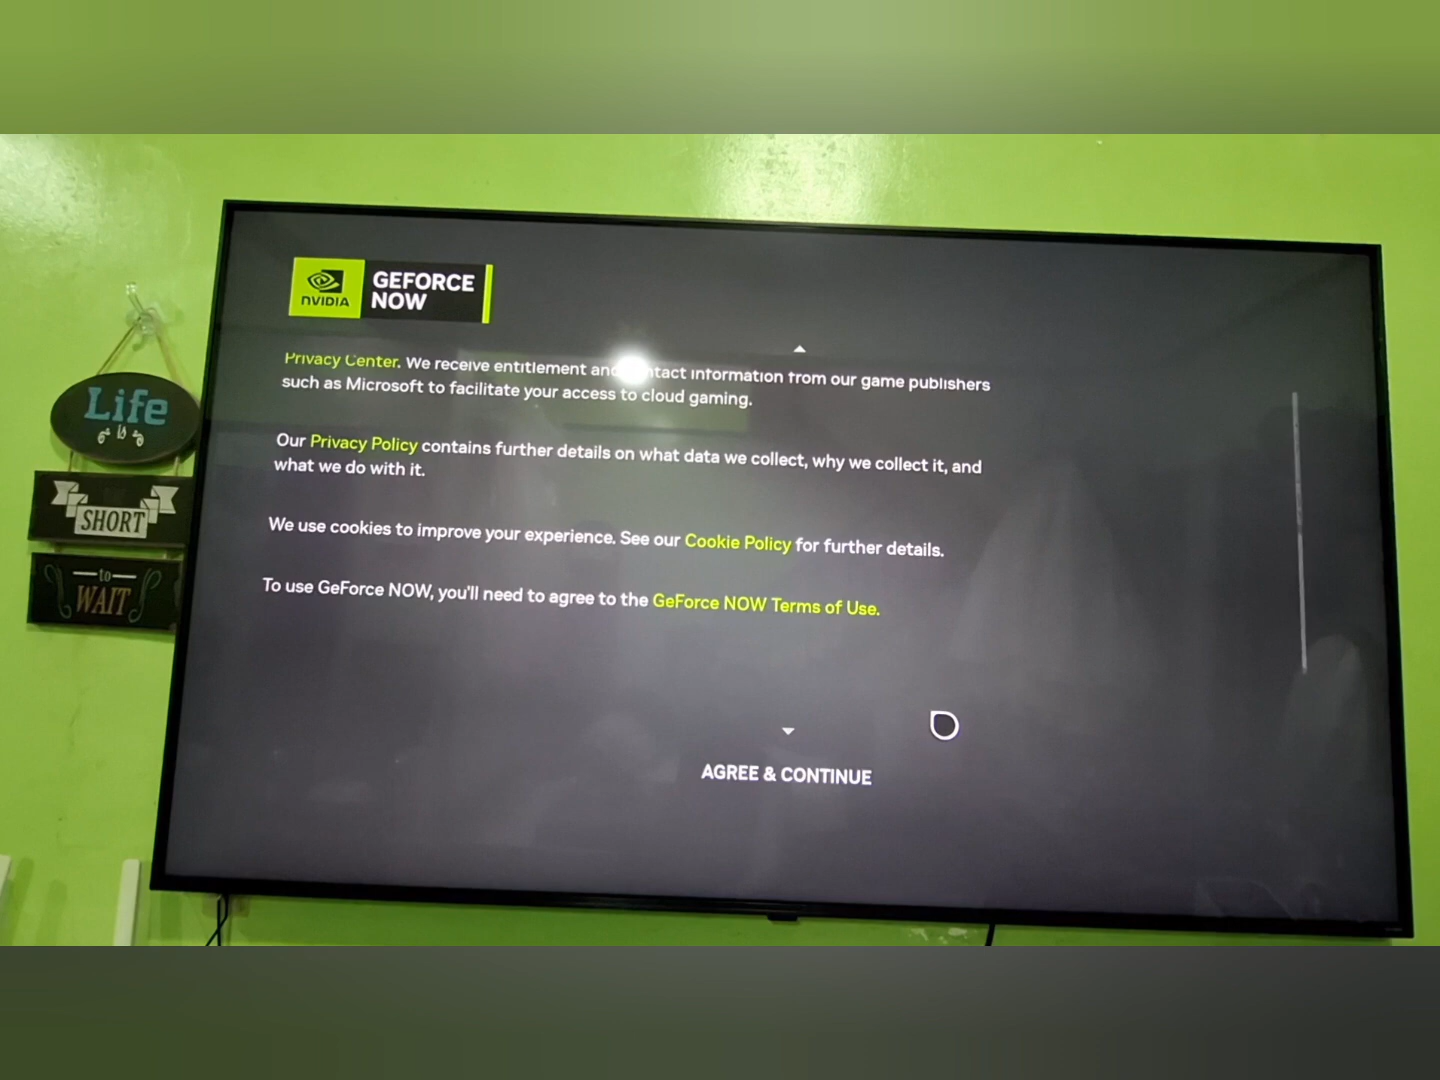 NVIDIA
GEFORCE
NOW
Privacy Center. We receive entitlement and contact information from our game publishers
such as Microsoft to facilitate your access to cloud gaming.
Our Privacy Policy contains further details on what data we collect, why we collect it, and
what we do with it.
We use cookies to improve your experience. See our Cookie Policy for further details.
To use GeForce NOW, you'll need to agree to the GeForce NOW Terms of Use.
AGREE & CONTINUE
Life
is
SHORT
to
WAIT